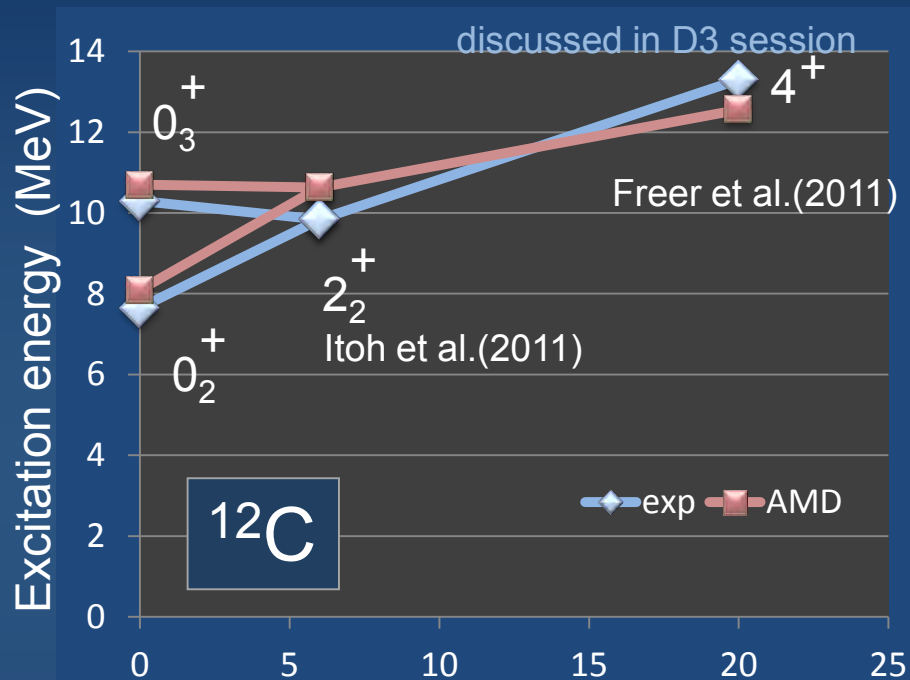 discussed in D3 session
Excitation energy (MeV)
14
12
10
8
6
4
2
0
0₃⁺
4⁺
Freer et al.(2011)
2₂⁺
Itoh et al.(2011)
0₂⁺
¹²C
exp AMD
0 5 10 15 20 25